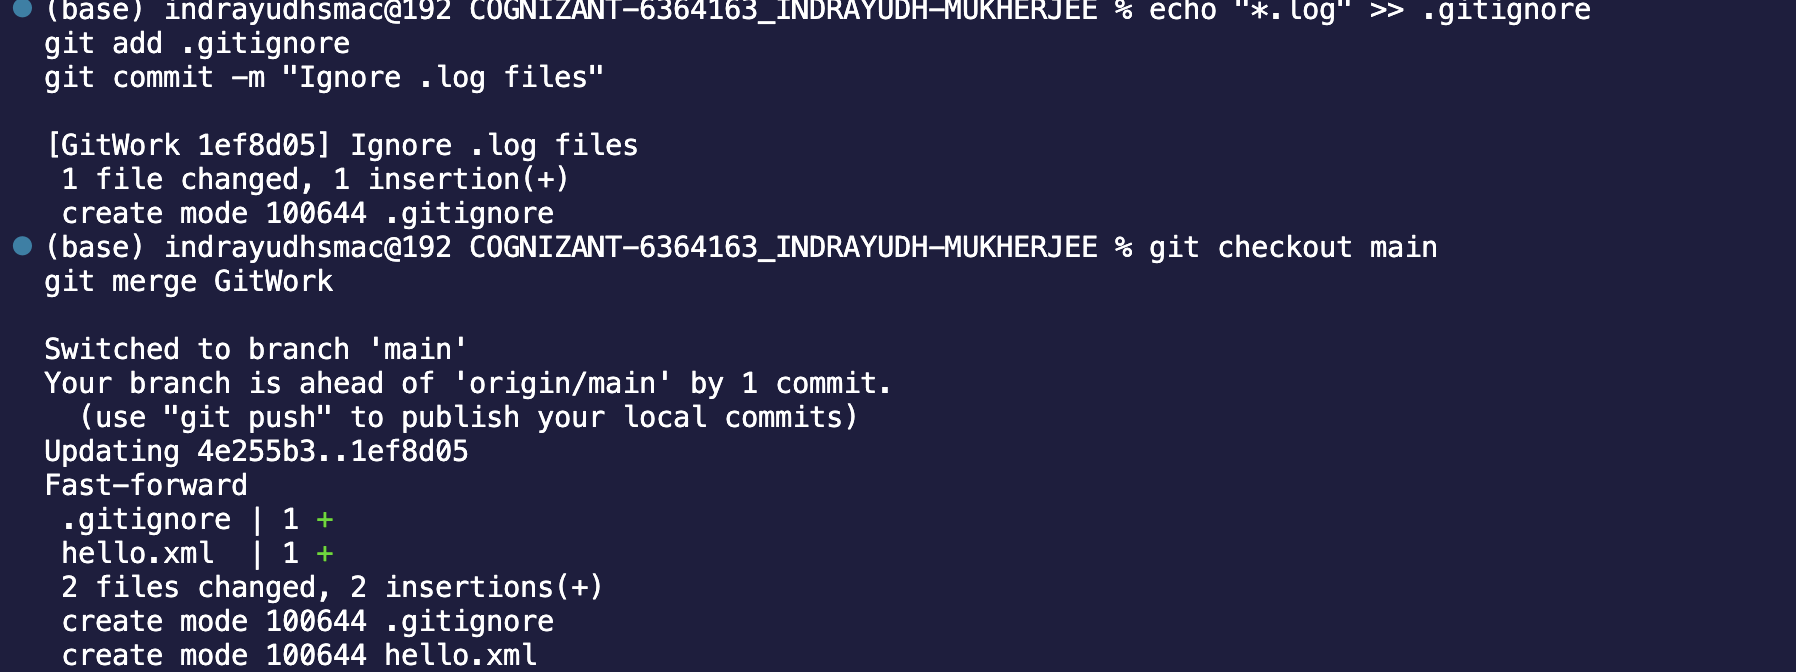 (base) indrayudhsmac@192 COGNIZANT-6364163_INDRAYUDH-MUKHERJEE % echo "*.log" >> .gitignore
git add .gitignore
git commit -m "Ignore .log files"
[GitWork 1ef8d05] Ignore .log files
1 file changed, 1 insertion(+)
create mode 100644 .gitignore
(base) indrayudhsmac@192 COGNIZANT-6364163_INDRAYUDH-MUKHERJEE % git checkout main
git merge GitWork
Switched to branch 'main'
Your branch is ahead of 'origin/main' by 1 commit.
(use "git push" to publish your local commits)
Updating 4e255b3..1ef8d05
Fast-forward
.gitignore | 1 +
hello.xml  | 1 +
2 files changed, 2 insertions(+)
create mode 100644 .gitignore
create mode 100644 hello.xml